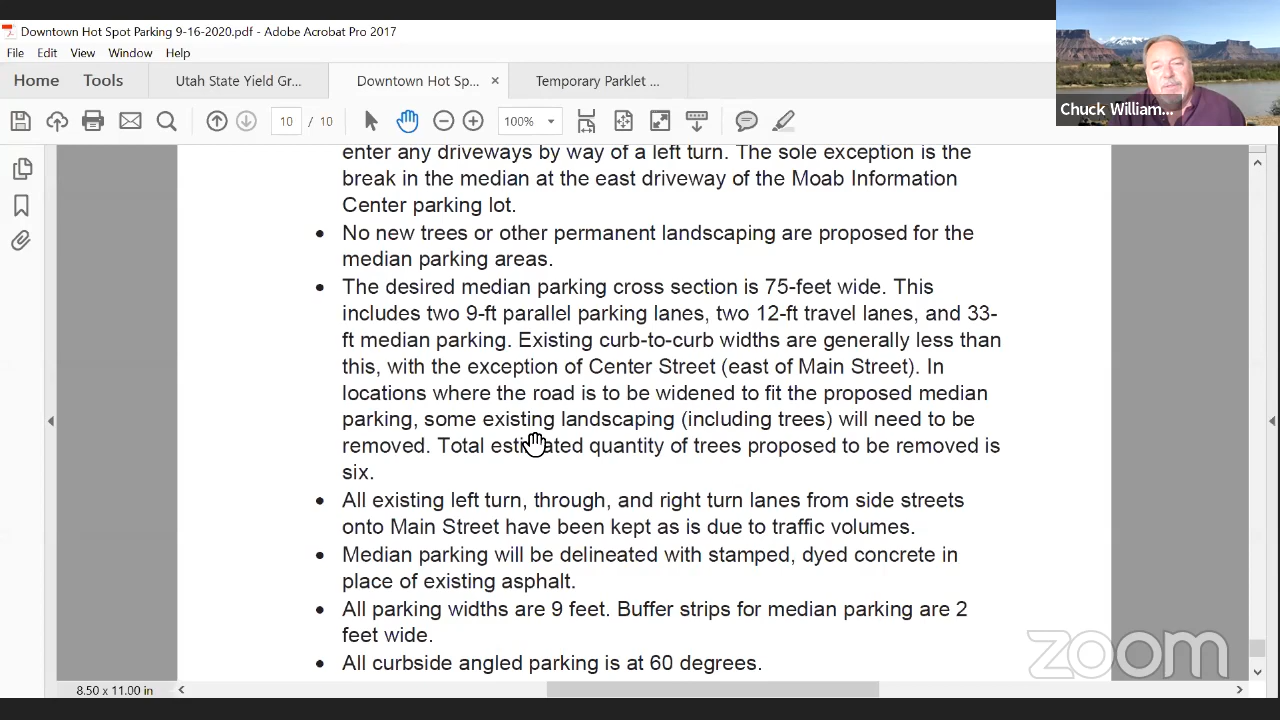 Downtown Hot Spot Parking 9-16-2020.pdf - Adobe Acrobat Pro 2017
File Edit View Window Help
Home Tools Utah State Yield Gr... Downtown Hot Sp... × Temporary Parklet ...
10 / 10 100%
Chuck William...
enter any driveways by way of a left turn. The sole exception is the
break in the median at the east driveway of the Moab Information
Center parking lot.
• No new trees or other permanent landscaping are proposed for the
median parking areas.
• The desired median parking cross section is 75-feet wide. This
includes two 9-ft parallel parking lanes, two 12-ft travel lanes, and 33-
ft median parking. Existing curb-to-curb widths are generally less than
this, with the exception of Center Street (east of Main Street). In
locations where the road is to be widened to fit the proposed median
parking, some existing landscaping (including trees) will need to be
removed. Total estimated quantity of trees proposed to be removed is
six.
• All existing left turn, through, and right turn lanes from side streets
onto Main Street have been kept as is due to traffic volumes.
• Median parking will be delineated with stamped, dyed concrete in
place of existing asphalt.
• All parking widths are 9 feet. Buffer strips for median parking are 2
feet wide.
• All curbside angled parking is at 60 degrees.
zoom
8.50 x 11.00 in